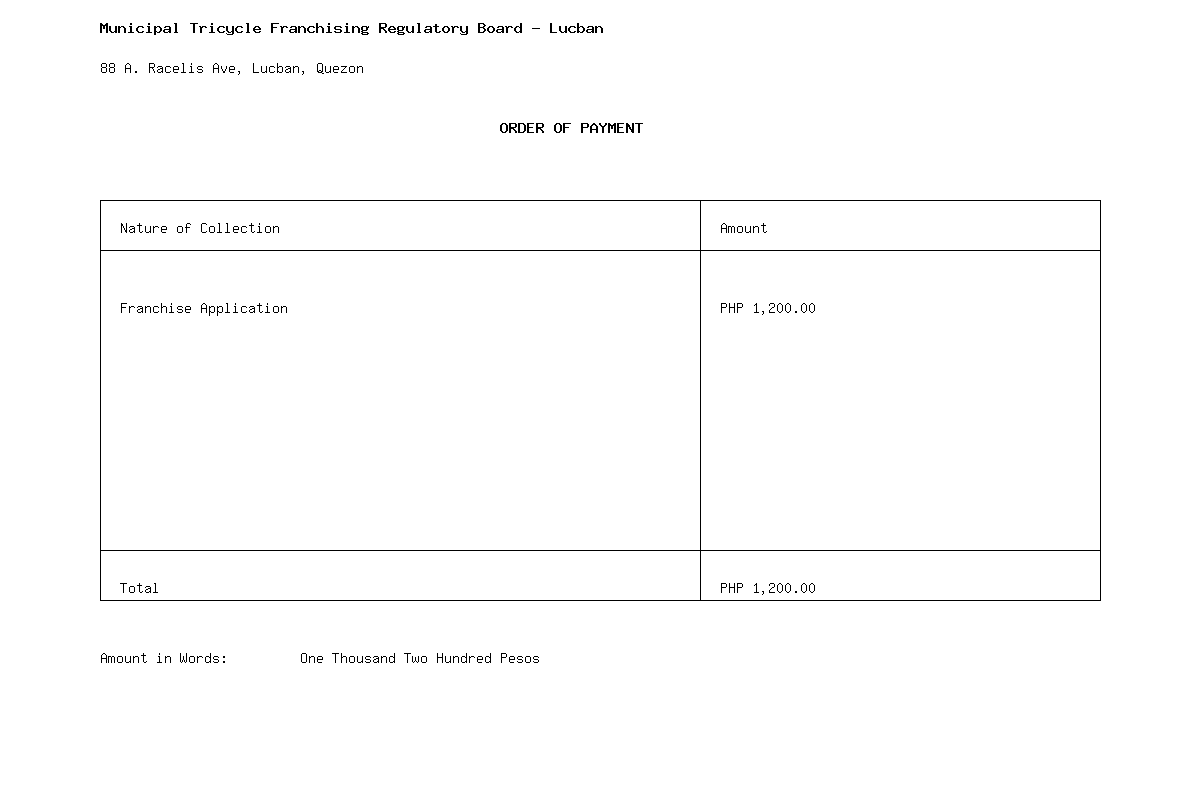 Municipal Tricycle Franchising Regulatory Board - Lucban
88 A. Racelis Ave, Lucban, Quezon
ORDER OF PAYMENT
Nature of Collection Amount
Franchise Application PHP 1,200.00
Total PHP 1,200.00
Amount in Words: One Thousand Two Hundred Pesos